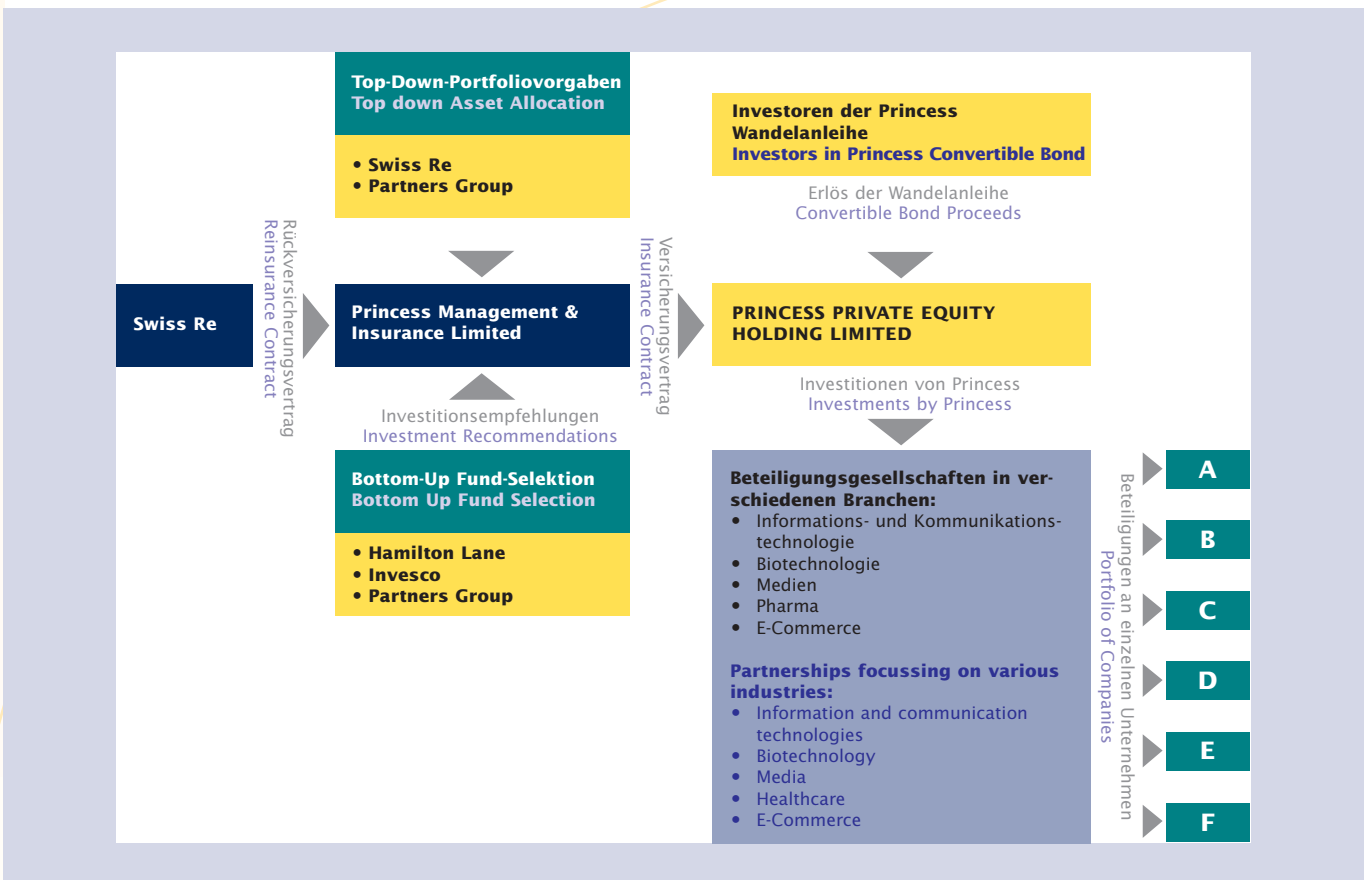 Top-Down-Portfoliovorgaben
Top down Asset Allocation
• Swiss Re
• Partners Group
Investoren der Princess
Wandelanleihe
Investors in Princess Convertible Bond
Erlös der Wandelanleihe
Convertible Bond Proceeds
Swiss Re
Rückversicherungsvertrag
Reinsurance Contract
Princess Management &
Insurance Limited
Versicherungsvertrag
Insurance Contract
PRINCESS PRIVATE EQUITY
HOLDING LIMITED
Investitionsempfehlungen
Investment Recommendations
Investitionen von Princess
Investments by Princess
Bottom-Up Fund-Selektion
Bottom Up Fund Selection
• Hamilton Lane
• Invesco
• Partners Group
Beteiligungsgesellschaften in ver-
schiedenen Branchen:
• Informations- und Kommunikations-
technologie
• Biotechnologie
• Medien
• Pharma
• E-Commerce
Partnerships focussing on various
industries:
• Information and communication
technologies
• Biotechnology
• Media
• Healthcare
• E-Commerce
Beteiligungen an einzelnen Unternehmen
Portfolio of Companies
A
B
C
D
E
F